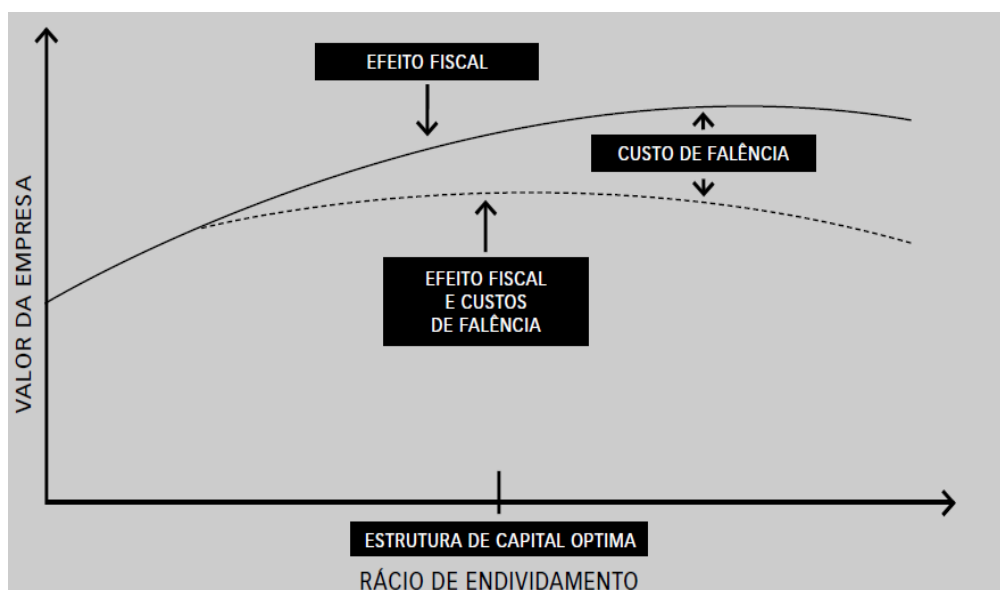 EFEITO FISCAL
CUSTO DE FALÊNCIA
VALOR DA EMPRESA
EFEITO FISCAL
E CUSTOS
DE FALÊNCIA
ESTRUTURA DE CAPITAL OPTIMA
RÁCIO DE ENDIVIDAMENTO